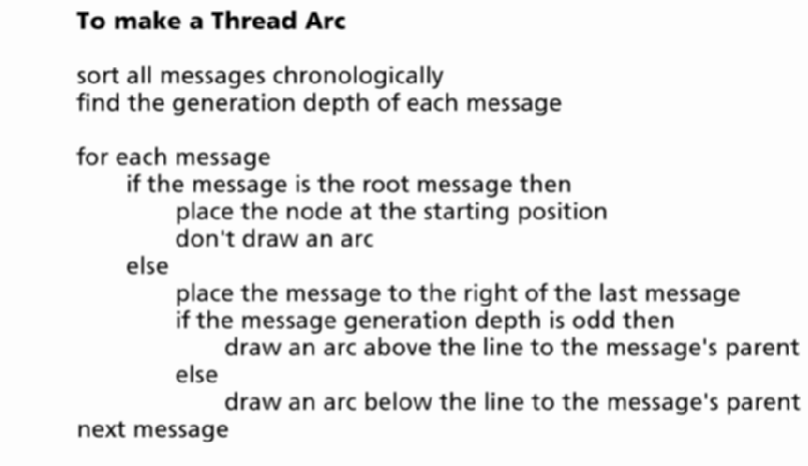 To make a Thread Arc
sort all messages chronologically
find the generation depth of each message
for each message
if the message is the root message then
place the node at the starting position
don't draw an arc
else
place the message to the right of the last message
if the message generation depth is odd then
draw an arc above the line to the message's parent
else
draw an arc below the line to the message's parent
next message